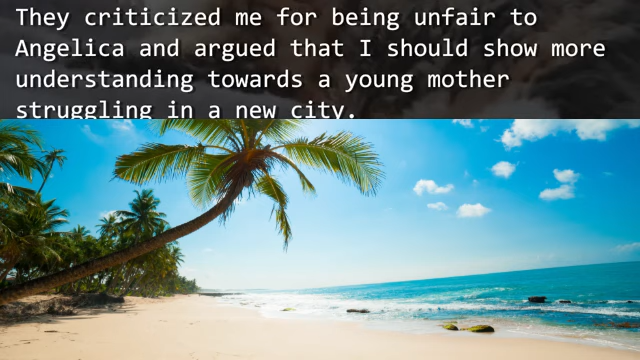 They criticized me for being unfair to
Angelica and argued that I should show more
understanding towards a young mother
struggling in a new city.